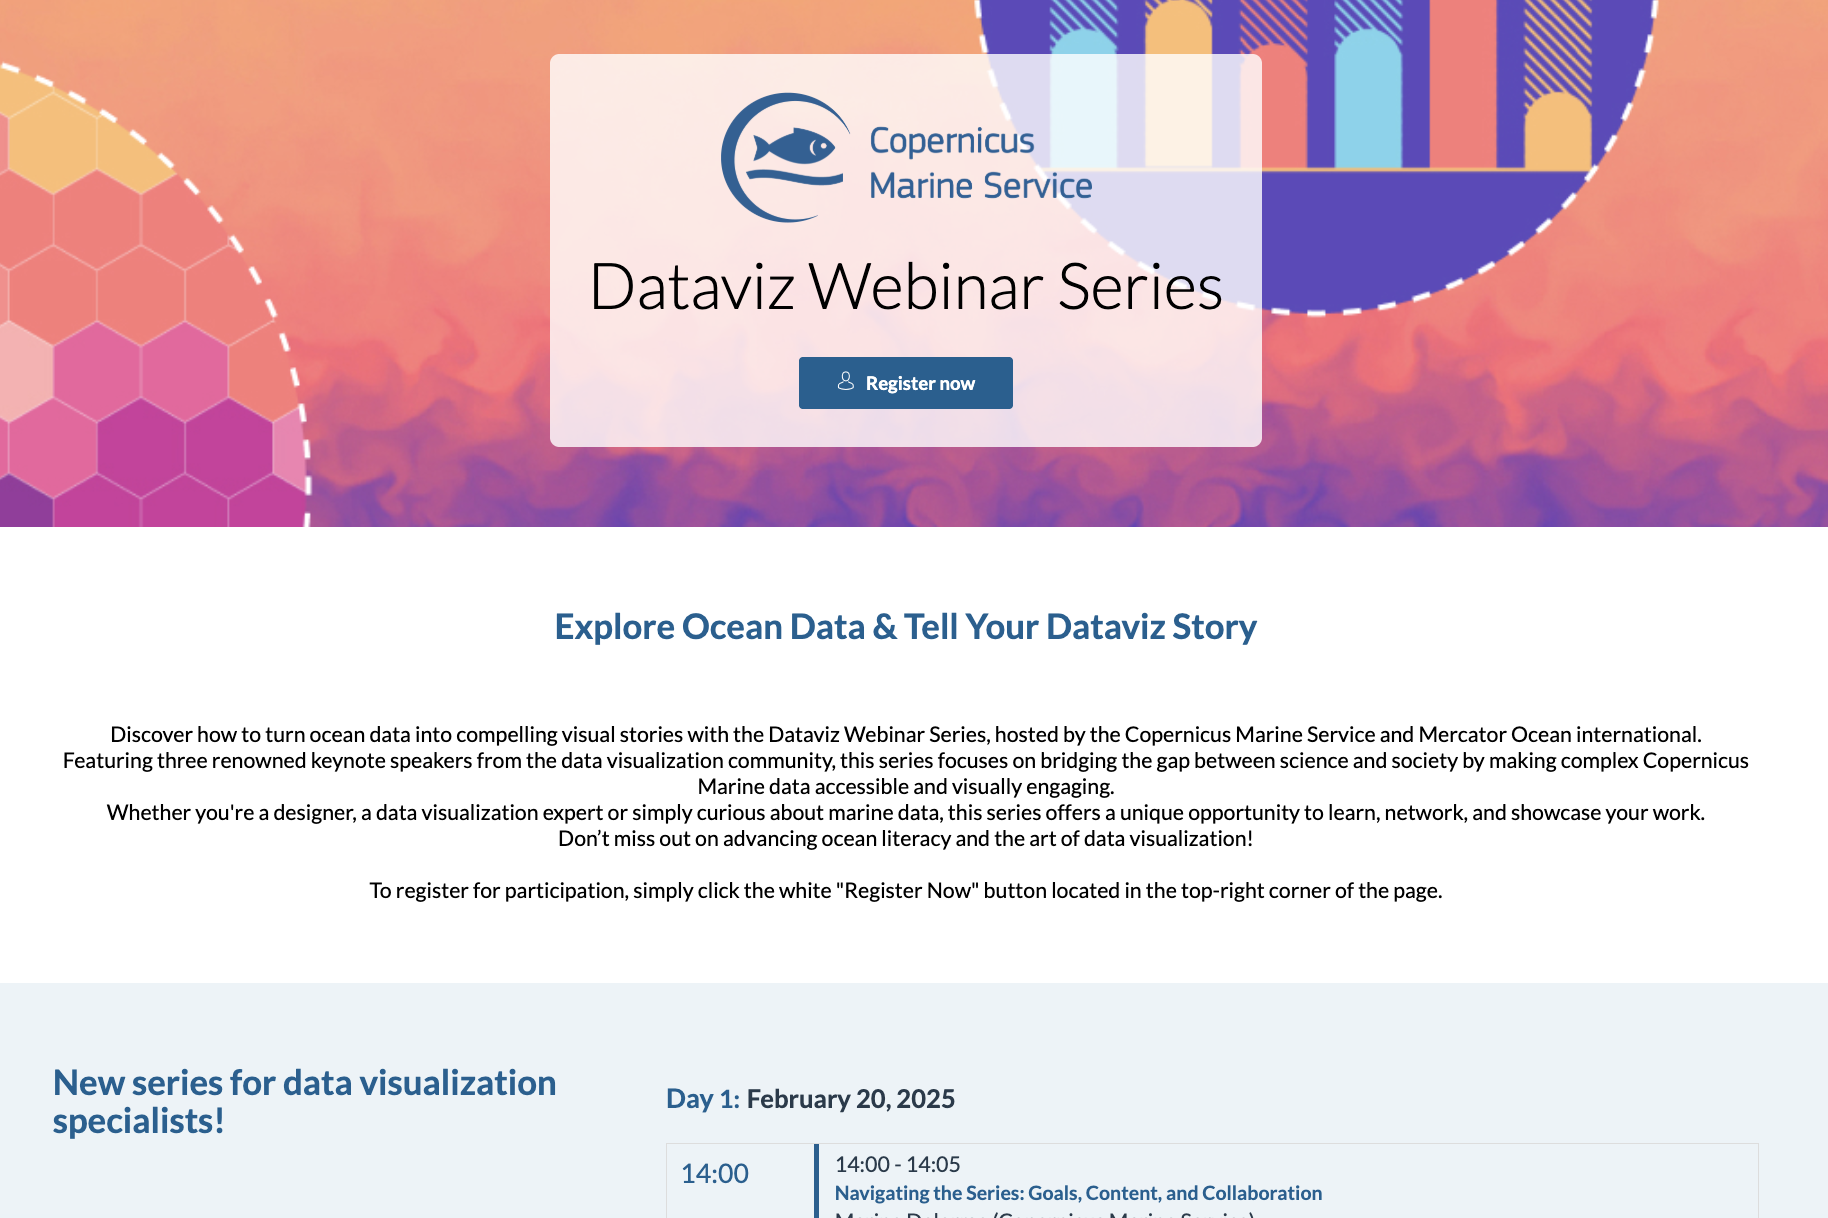 Copernicus
Marine Service
Dataviz Webinar Series
Register now
Explore Ocean Data & Tell Your Dataviz Story
Discover how to turn ocean data into compelling visual stories with the Dataviz Webinar Series, hosted by the Copernicus Marine Service and Mercator Ocean international.
Featuring three renowned keynote speakers from the data visualization community, this series focuses on bridging the gap between science and society by making complex Copernicus
Marine data accessible and visually engaging.
Whether you're a designer, a data visualization expert or simply curious about marine data, this series offers a unique opportunity to learn, network, and showcase your work.
Don’t miss out on advancing ocean literacy and the art of data visualization!
To register for participation, simply click the white "Register Now" button located in the top-right corner of the page.
New series for data visualization
specialists!
Day 1: February 20, 2025
14:00
14:00 - 14:05
Navigating the Series: Goals, Content, and Collaboration